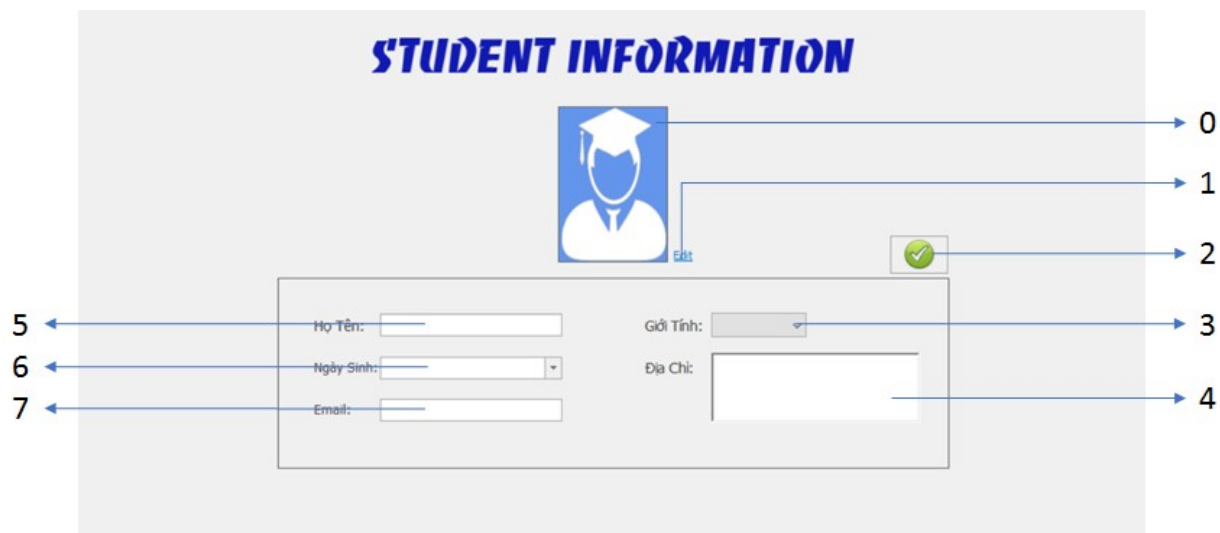 STUDENT INFORMATION
0
1
Edit
2
5 Họ Tên: Giới Tính: 3
6 Ngày Sinh: Địa Chỉ:
7 Email: 4